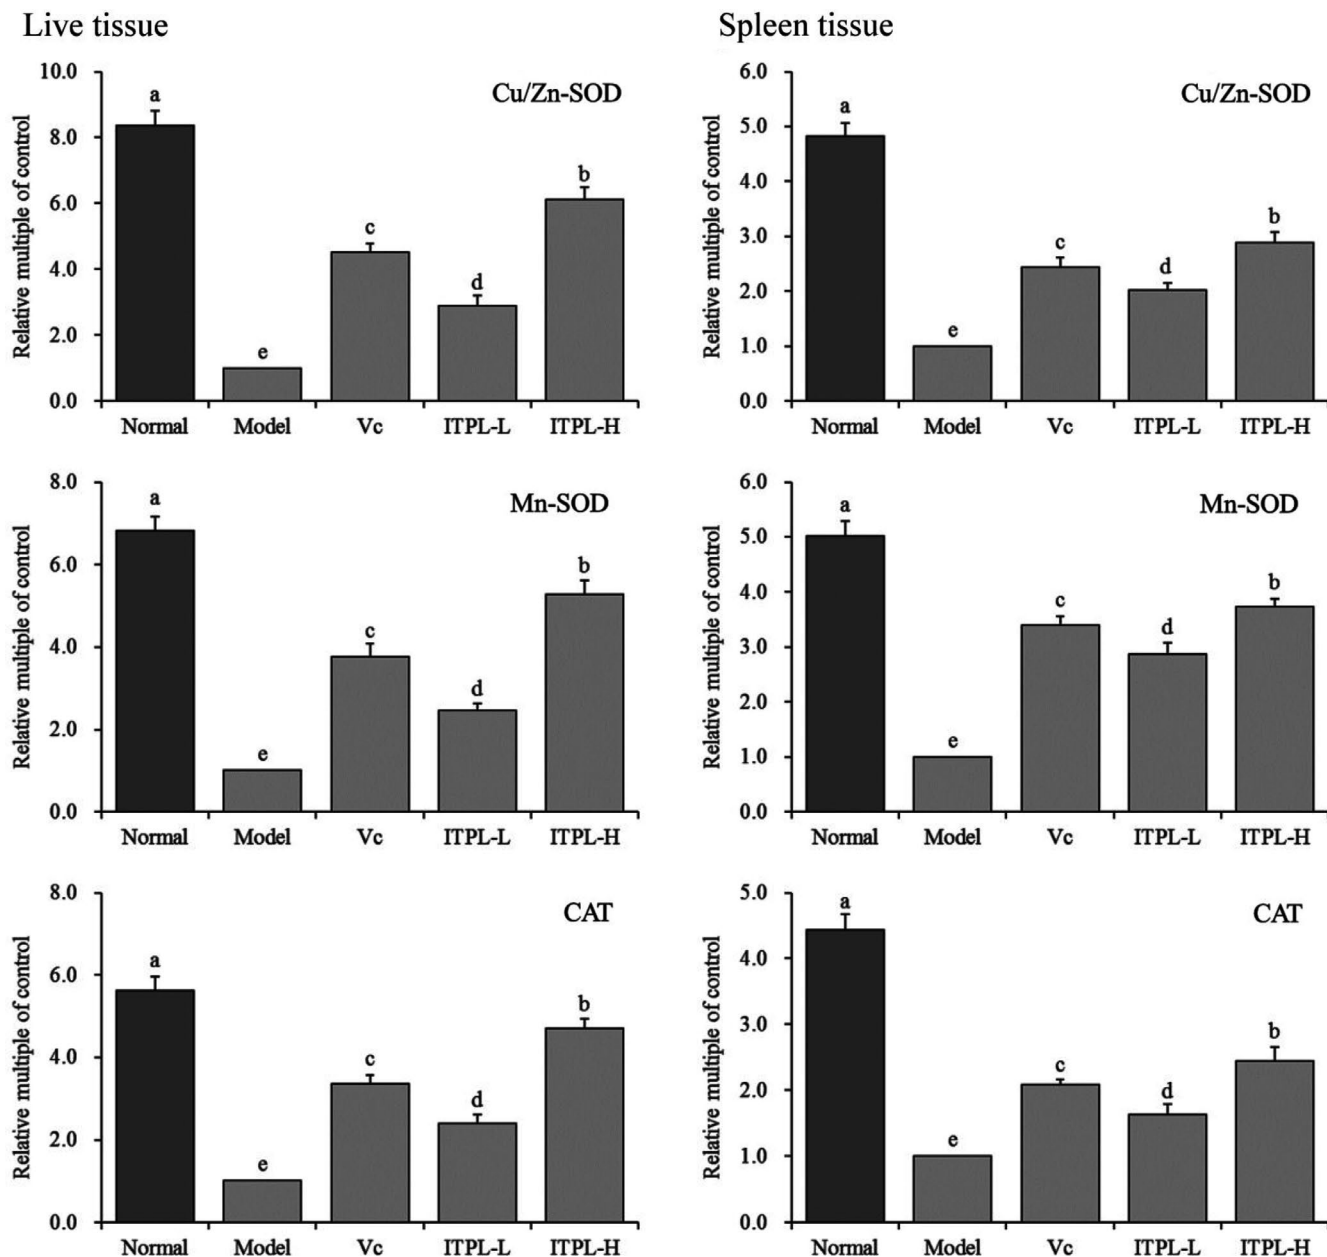 Live tissue
Spleen tissue
Relative multiple of control
10.0
8.0
6.0
4.0
2.0
0.0
Cu/Zn-SOD
a
e
c
d
b
Normal Model Vc ITPL-L ITPL-H
Relative multiple of control
6.0
5.0
4.0
3.0
2.0
1.0
0.0
Cu/Zn-SOD
a
e
c
d
b
Normal Model Vc ITPL-L ITPL-H
Relative multiple of control
8.0
6.0
4.0
2.0
0.0
Mn-SOD
a
e
c
d
b
Normal Model Vc ITPL-L ITPL-H
Relative multiple of control
6.0
5.0
4.0
3.0
2.0
1.0
0.0
Mn-SOD
a
e
c
d
b
Normal Model Vc ITPL-L ITPL-H
Relative multiple of control
8.0
6.0
4.0
2.0
0.0
CAT
a
e
c
d
b
Normal Model Vc ITPL-L ITPL-H
Relative multiple of control
5.0
4.0
3.0
2.0
1.0
0.0
CAT
a
e
c
d
b
Normal Model Vc ITPL-L ITPL-H